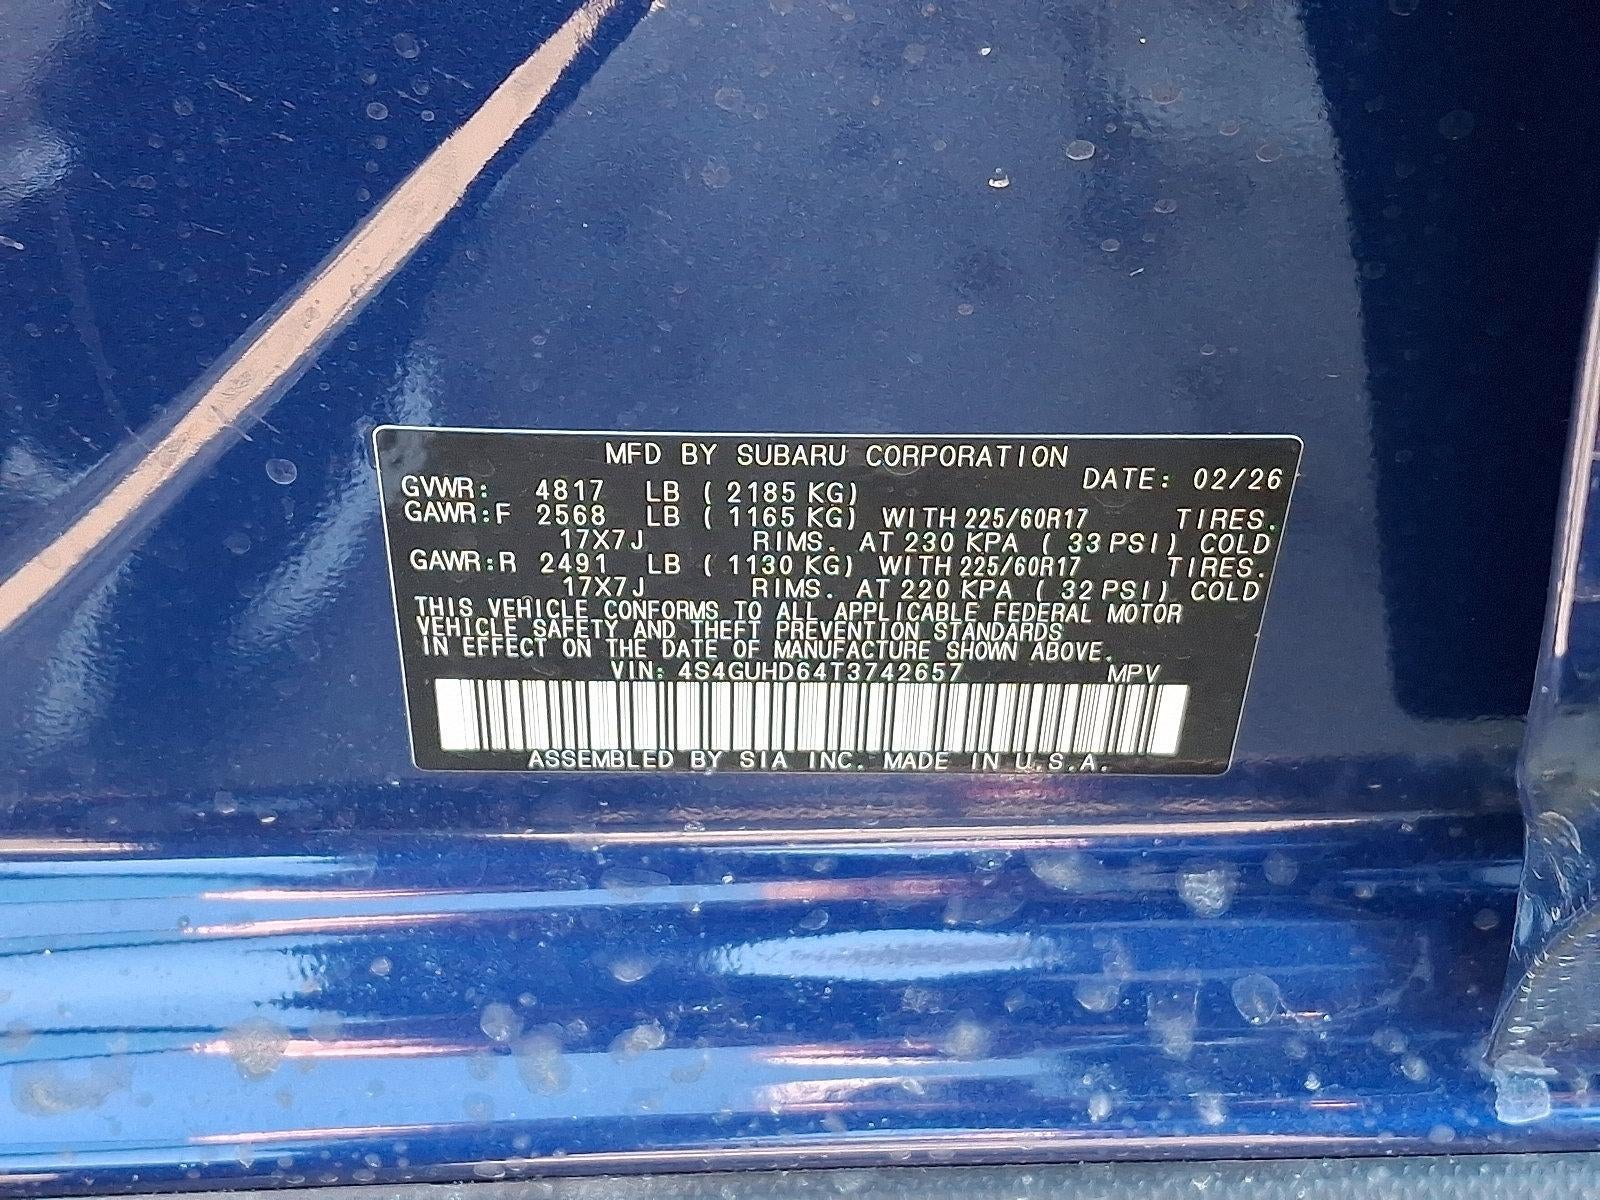 MFD BY SUBARU CORPORATION
DATE: 02/26
GVWR: 4817 LB ( 2185 KG)
GAWR:F 2568 LB ( 1165 KG) WITH 225/60R17 TIRES.
17X7J RIMS. AT 230 KPA ( 33 PSI) COLD
GAWR:R 2491 LB ( 1130 KG) WITH 225/60R17 TIRES.
17X7J RIMS. AT 220 KPA ( 32 PSI) COLD
THIS VEHICLE CONFORMS TO ALL APPLICABLE FEDERAL MOTOR
VEHICLE SAFETY AND THEFT PREVENTION STANDARDS
IN EFFECT ON THE DATE OF MANUFACTURE SHOWN ABOVE.
VIN: 4S4GUHD64T3742657 MPV
ASSEMBLED BY SIA INC. MADE IN U.S.A.